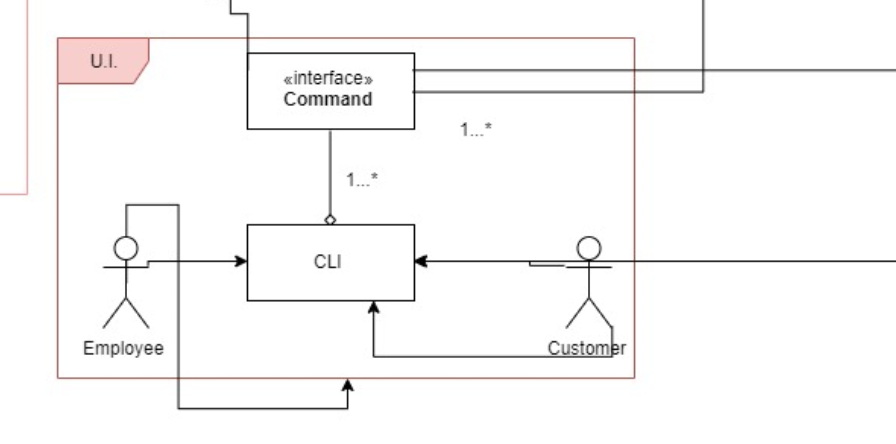 U.I.
«interface»
Command
1...*
1...*
CLI
Employee
Customer